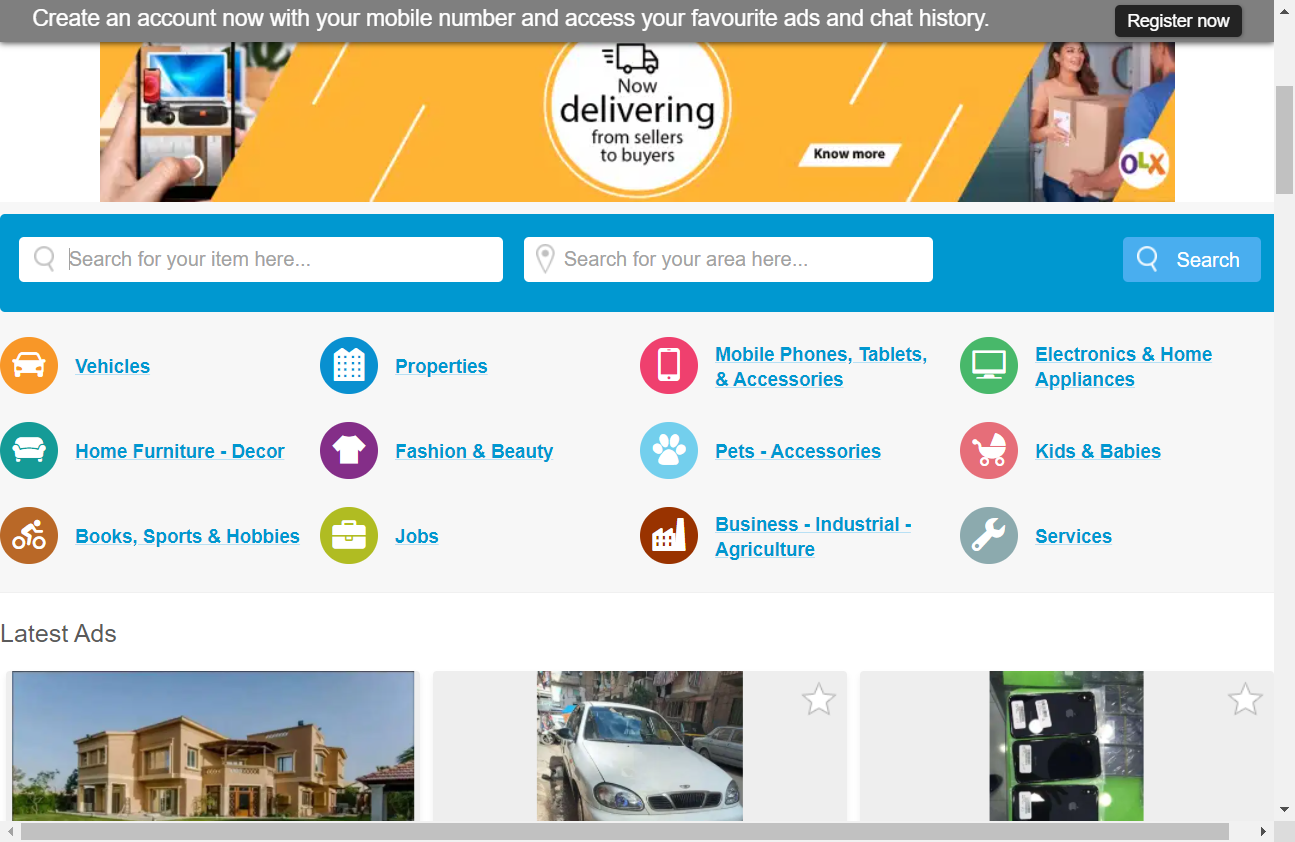 Create an account now with your mobile number and access your favourite ads and chat history.
Register now
Now
delivering
from sellers
to buyers
Know more
OLX
Search for your item here...
Search for your area here...
Search
Vehicles
Properties
Mobile Phones, Tablets,
& Accessories
Electronics & Home
Appliances
Home Furniture - Decor
Fashion & Beauty
Pets - Accessories
Kids & Babies
Books, Sports & Hobbies
Jobs
Business - Industrial -
Agriculture
Services
Latest Ads